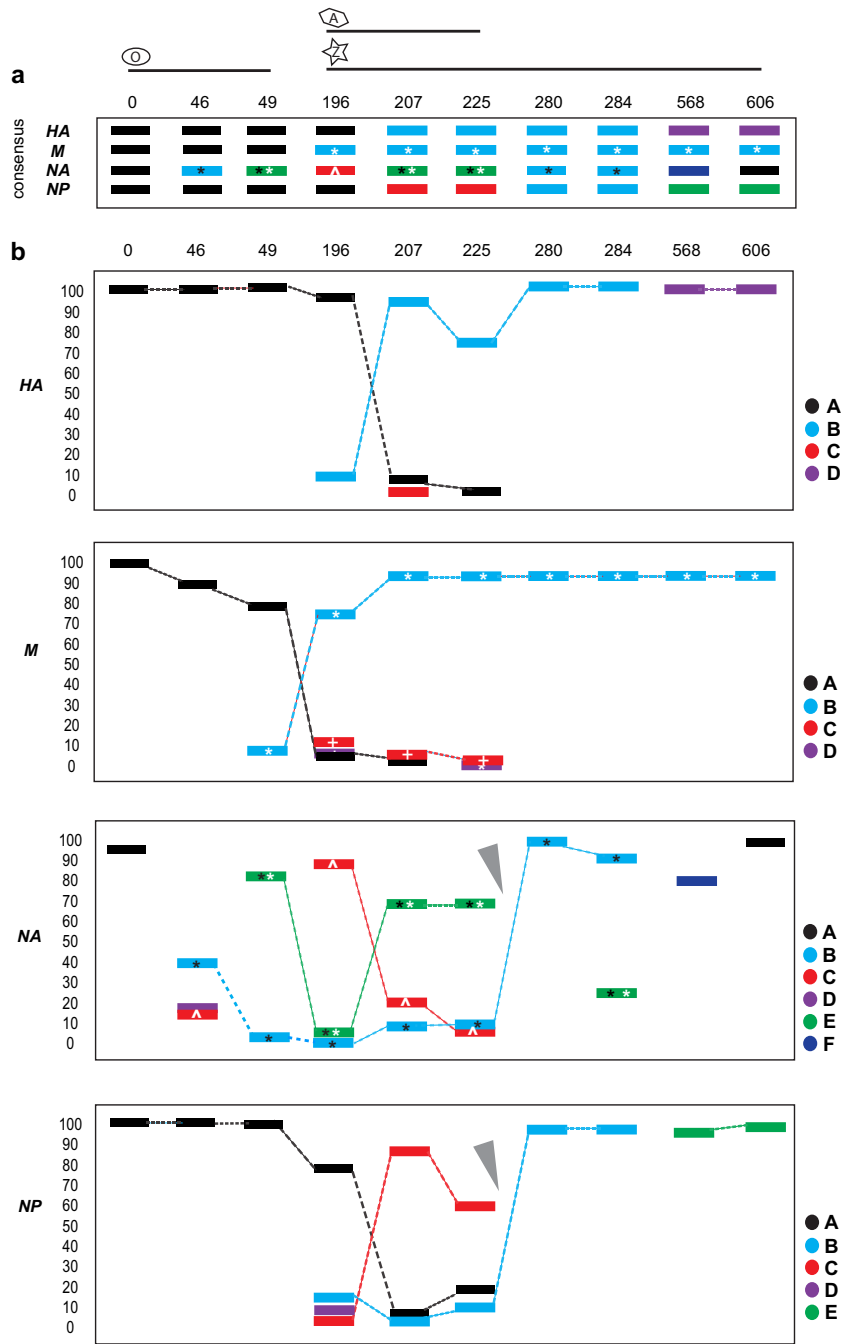 A
O
Z
a
0 46 49 196 207 225 280 284 568 606
consensus
HA
M * * * * * * *
NA * ** ^ ** ** * *
NP
b
0 46 49 196 207 225 280 284 568 606
HA
100
90
80
70
60
50
40
30
20
10
0
A
B
C
D
M
100
90
80
70
60
50
40
30
20
10
0
* * * * * * * *
+ + +
*
A
B
C
D
NA
100
90
80
70
60
50
40
30
20
10
0
* * * * * * *
** ** ** ** **
^ ^ ^ ^
A
B
C
D
E
F
NP
100
90
80
70
60
50
40
30
20
10
0
A
B
C
D
E